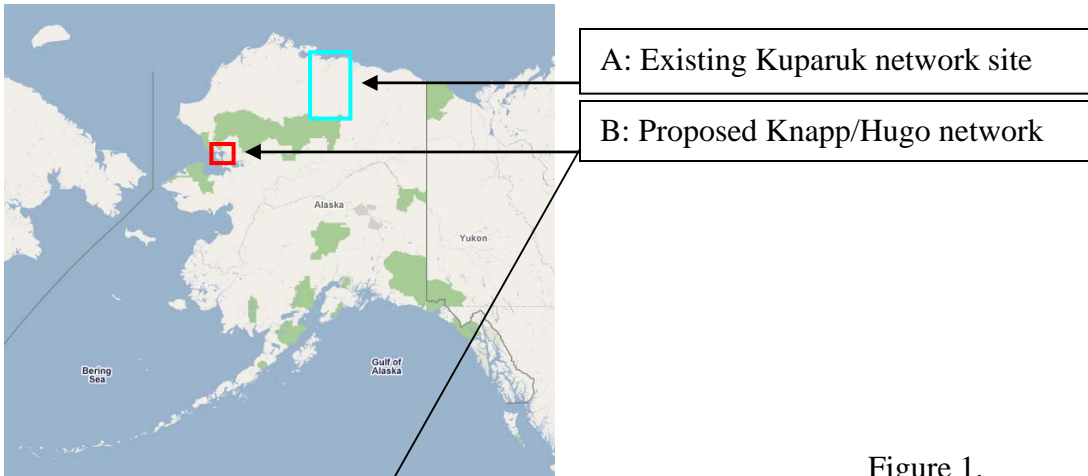 A: Existing Kuparuk network site
B: Proposed Knapp/Hugo network
Alaska
Yukon
Bering
Sea
Gulf of
Alaska
Figure 1.